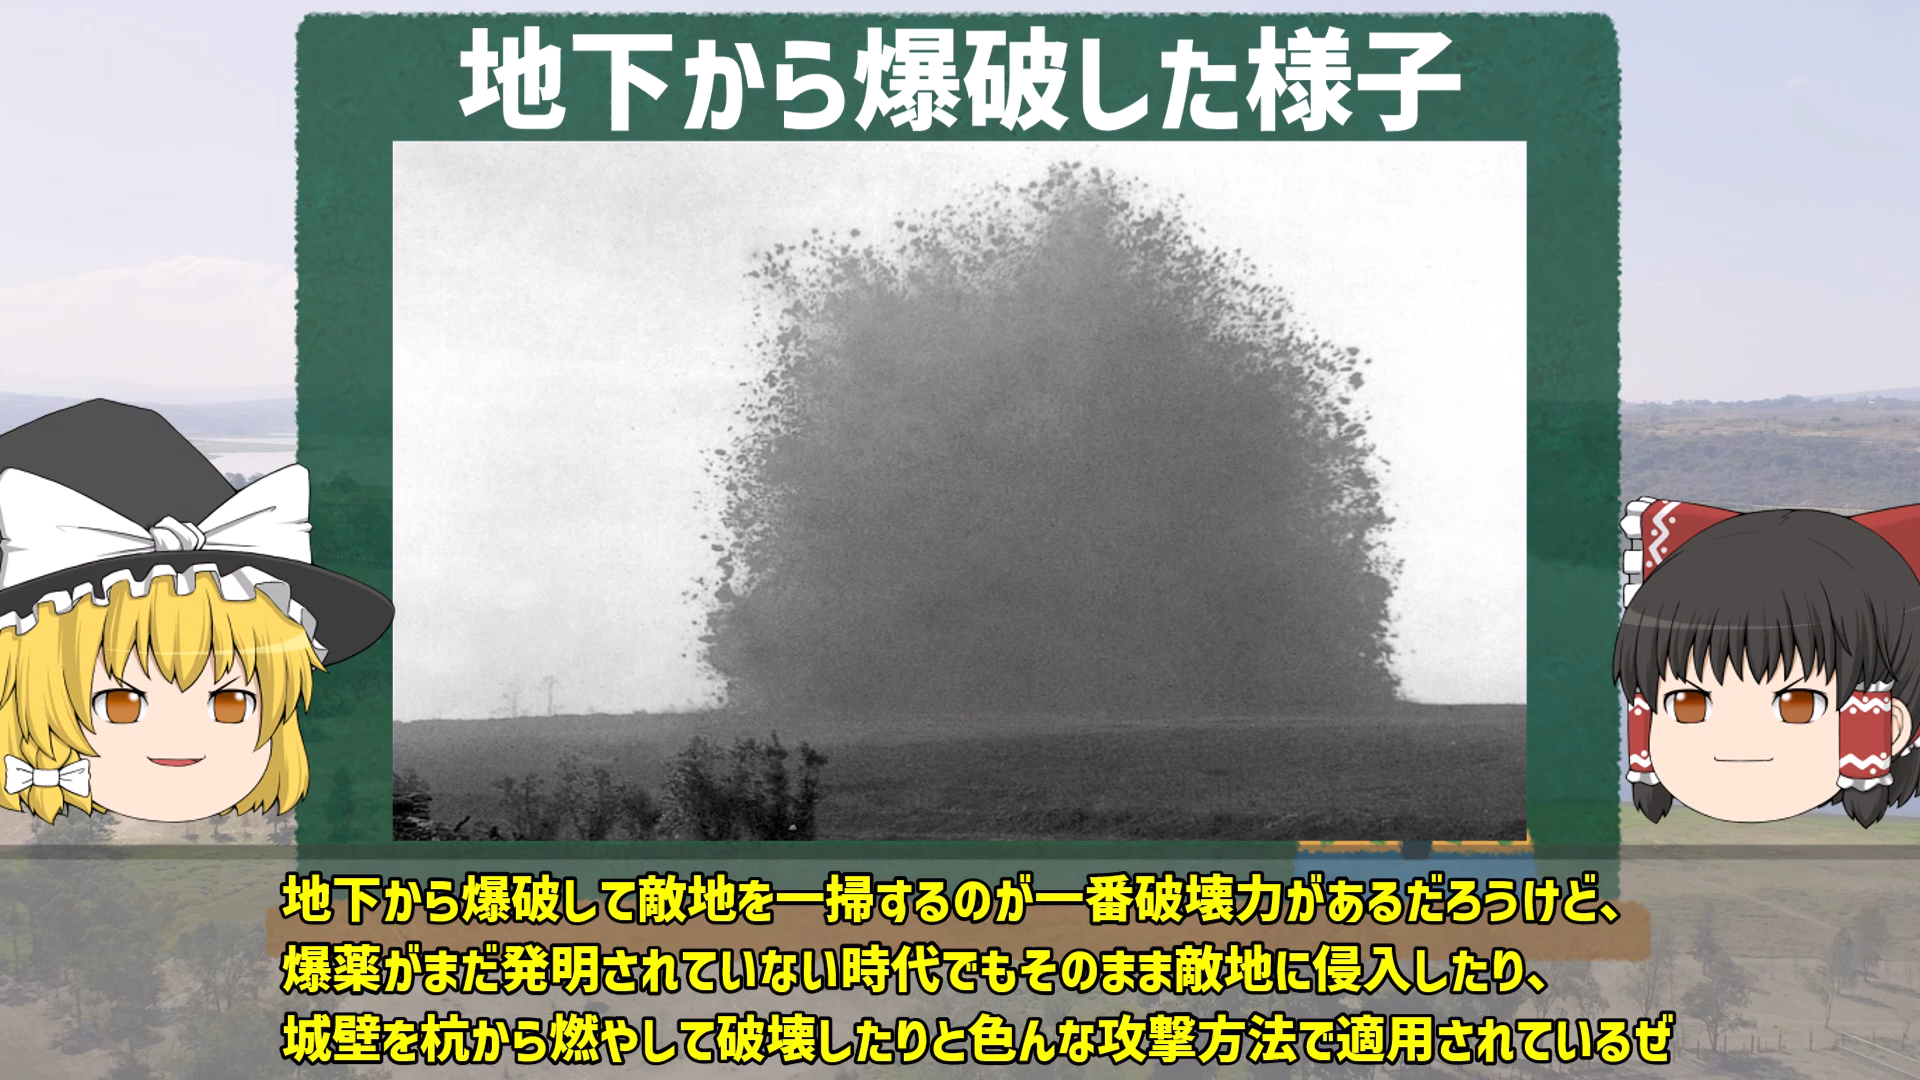 地下から爆破した様子
地下から爆破して敵地を一掃するのが一番破壊力があるだろうけど、
爆薬がまだ発明されていない時代でもそのまま敵地に侵入したり、
城壁を杭から燃やして破壊したりと色んな攻撃方法で適用されているぜ